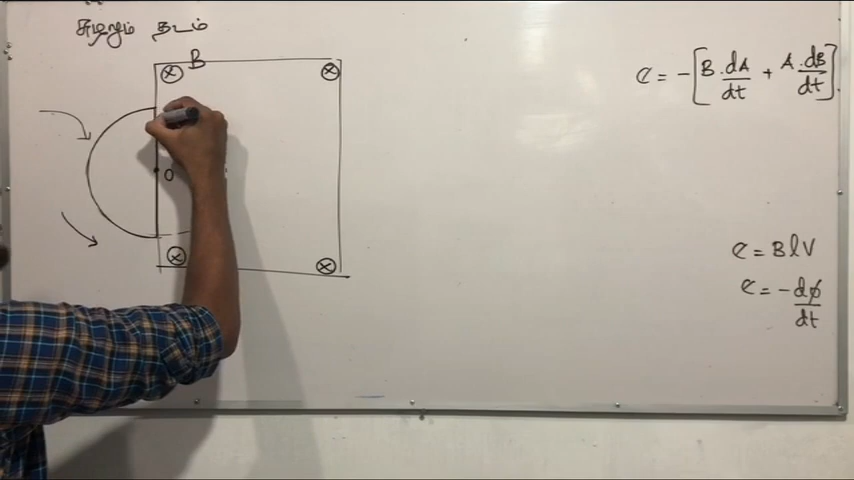 சுழலும் தடம்
B
O
e = -[B.dA/dt + A.dB/dt]
e = BlV
e = -dϕ/dt